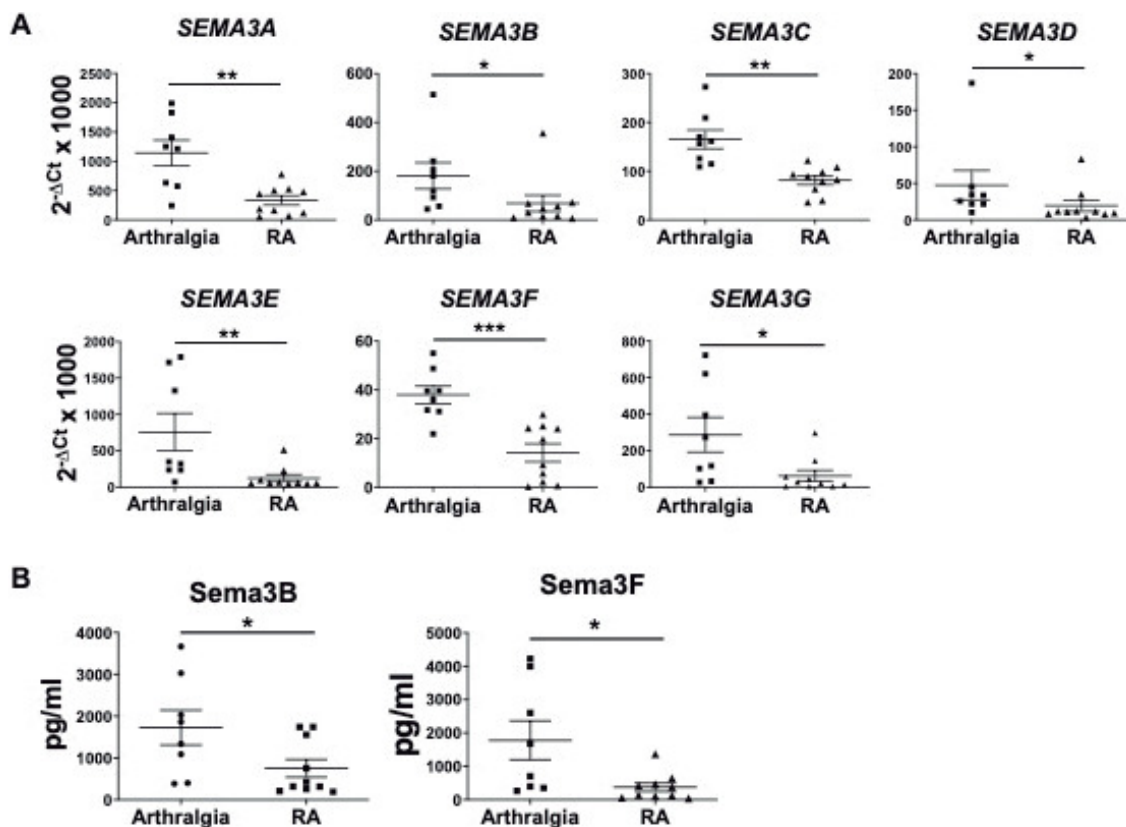 A
SEMA3A SEMA3B SEMA3C SEMA3D
2-ΔCt x 1000
2500
2000
1500
1000
500
0
**
Arthralgia RA
600
400
200
0
*
Arthralgia RA
300
200
100
0
**
Arthralgia RA
200
150
100
50
0
*
Arthralgia RA
SEMA3E SEMA3F SEMA3G
2-ΔCt x 1000
2000
1500
1000
500
0
**
Arthralgia RA
60
40
20
0
***
Arthralgia RA
800
600
400
200
0
*
Arthralgia RA
B
Sema3B Sema3F
pg/ml
4000
3000
2000
1000
0
*
Arthralgia RA
pg/ml
5000
4000
3000
2000
1000
0
*
Arthralgia RA